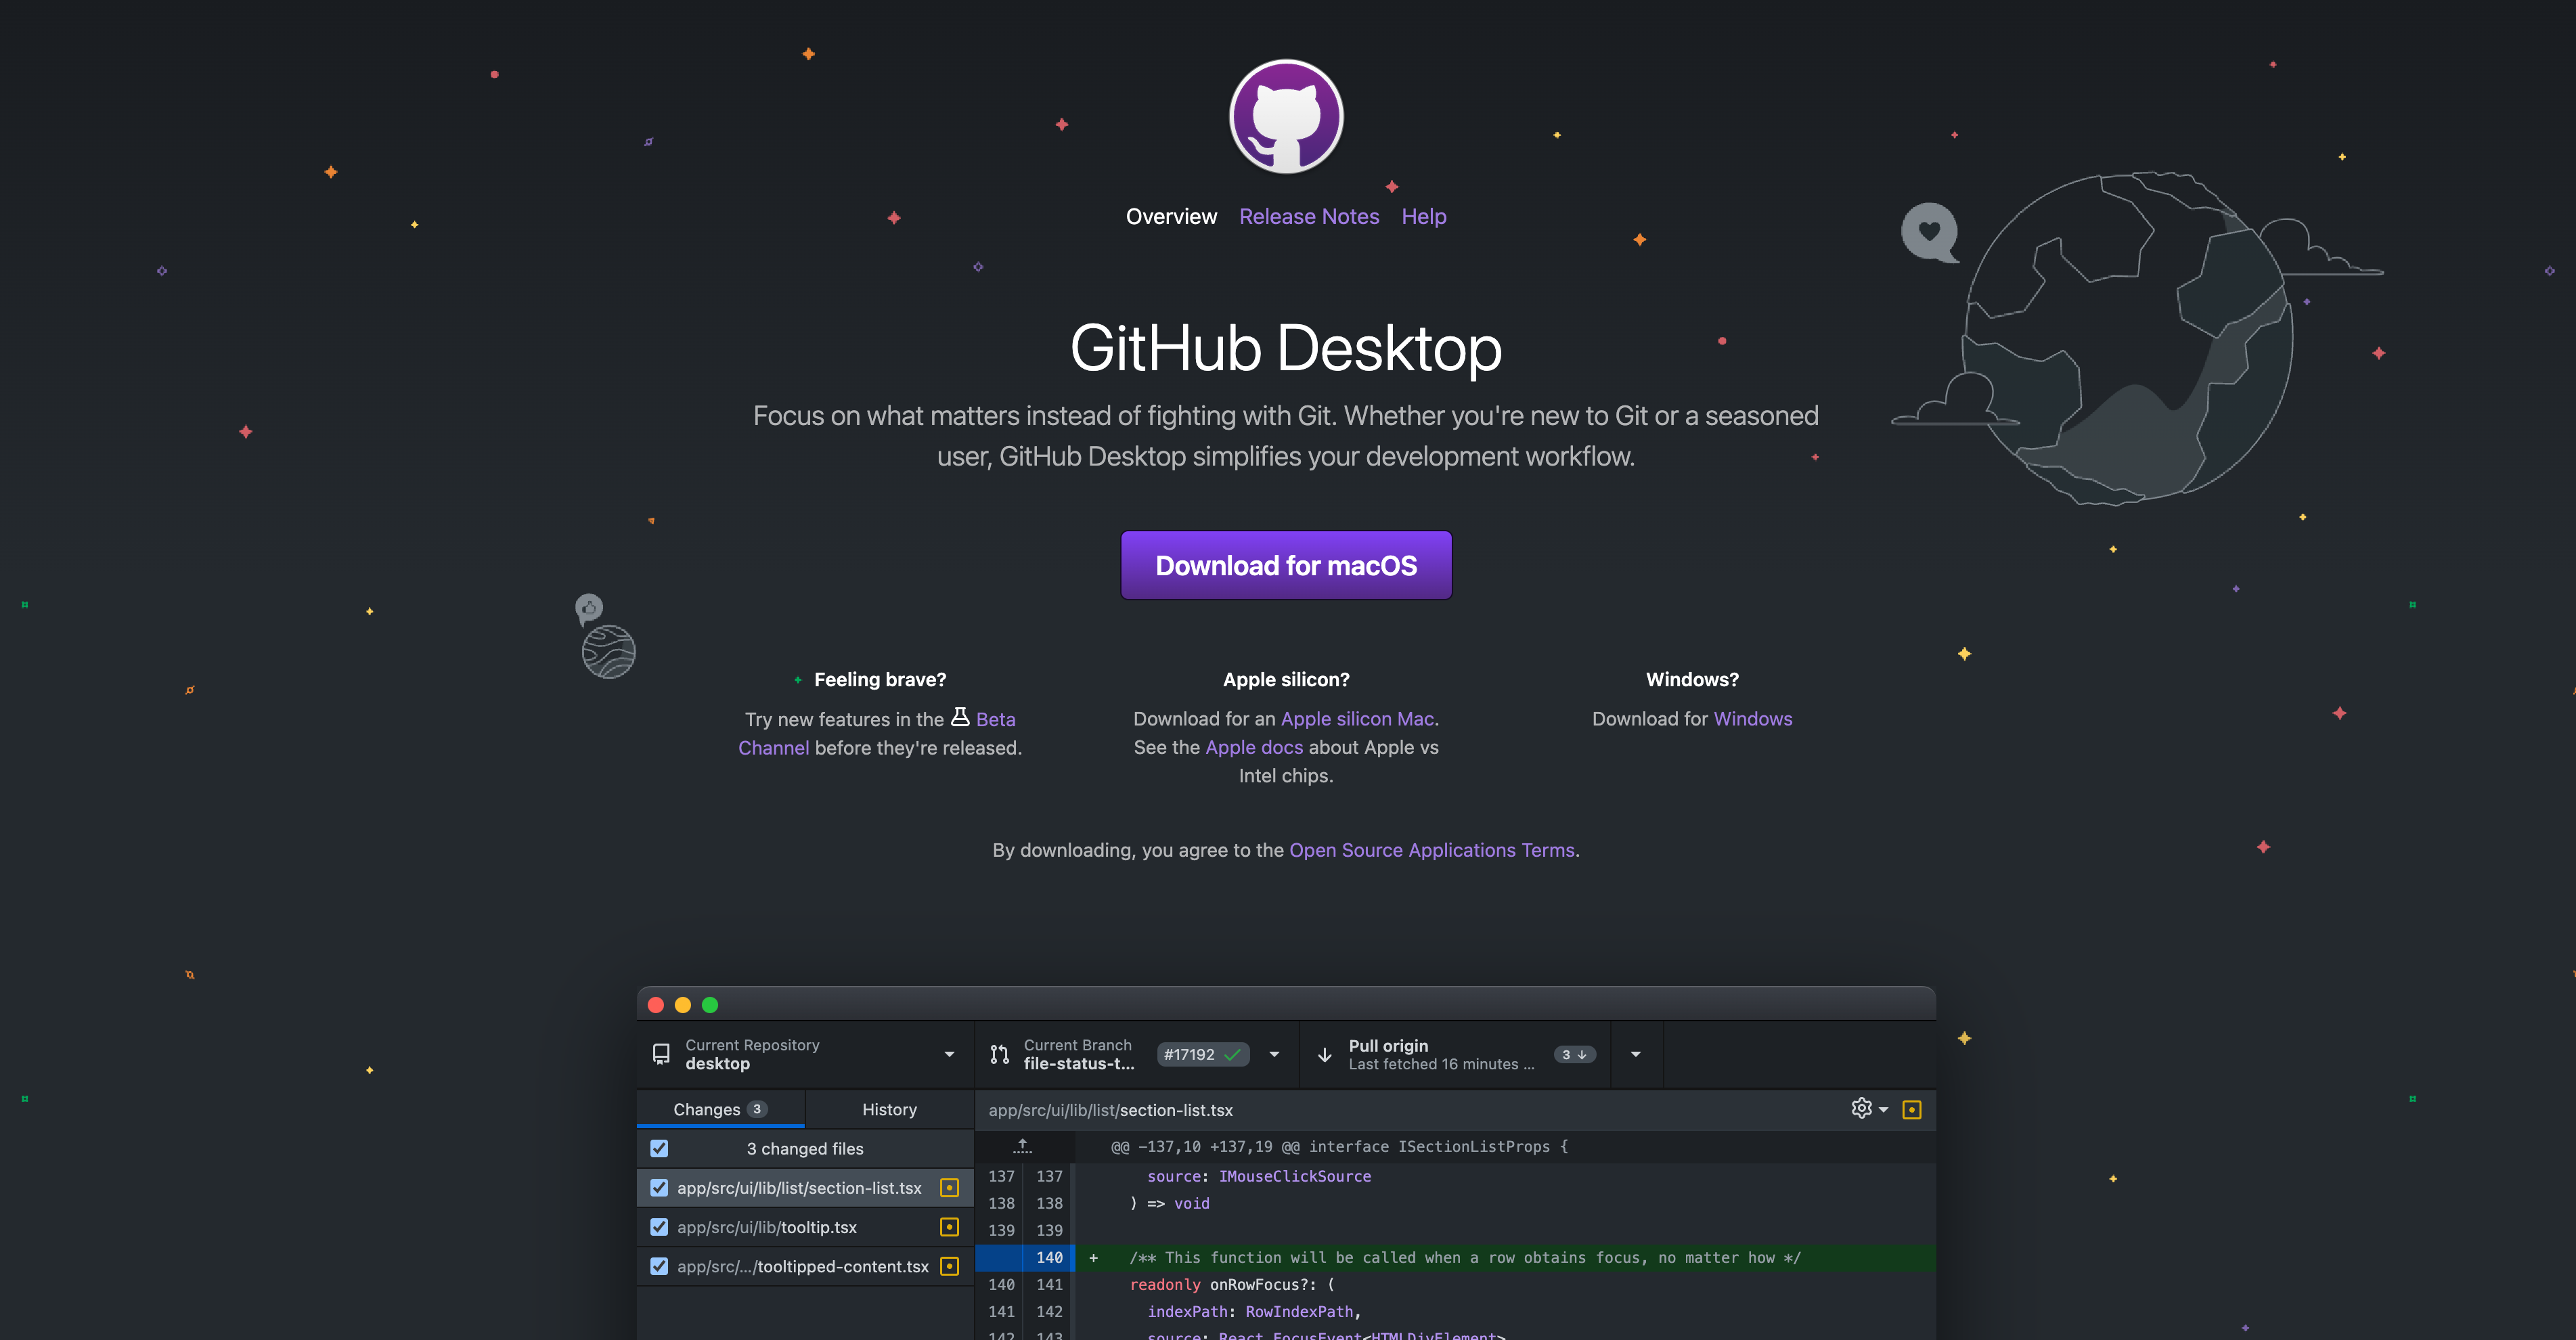 Overview Release Notes Help
GitHub Desktop
Focus on what matters instead of fighting with Git. Whether you're new to Git or a seasoned
user, GitHub Desktop simplifies your development workflow.
Download for macOS
Feeling brave?
Try new features in the Beta
Channel before they're released.
Apple silicon?
Download for an Apple silicon Mac.
See the Apple docs about Apple vs
Intel chips.
Windows?
Download for Windows
By downloading, you agree to the Open Source Applications Terms.
Current Repository
desktop
Current Branch
file-status-t...
#17192
Pull origin
Last fetched 16 minutes ...
3
Changes 3
History
3 changed files
app/src/ui/lib/list/section-list.tsx
app/src/ui/lib/tooltip.tsx
app/src/.../tooltipped-content.tsx
app/src/ui/lib/list/section-list.tsx
@@ -137,10 +137,19 @@ interface ISectionListProps {
137 137 source: IMouseClickSource
138 138 ) => void
139 139
140 + /** This function will be called when a row obtains focus, no matter how */
140 141 readonly onRowFocus?: (
141 142 indexPath: RowIndexPath,
142 143 source: React.FocusEvent<HTMLDivElement>